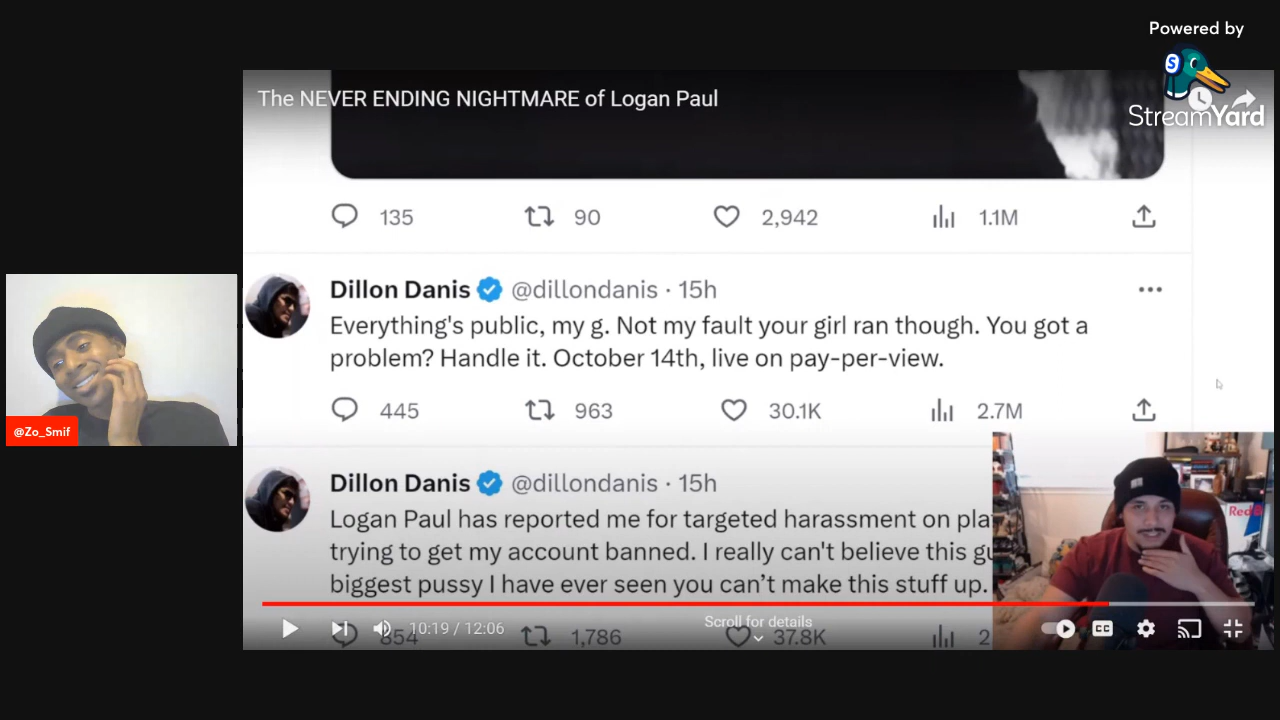 Powered by
StreamYard
The NEVER ENDING NIGHTMARE of Logan Paul
135 90 2,942 1.1M
Dillon Danis @dillondanis · 15h
Everything's public, my g. Not my fault your girl ran though. You got a
problem? Handle it. October 14th, live on pay-per-view.
445 963 30.1K 2.7M
@Zo_Smif
Dillon Danis @dillondanis · 15h
Logan Paul has reported me for targeted harassment on
trying to get my account banned. I really can't believe this
biggest pussy I have ever seen you can't make this stuff up.
Scroll for details
10:19 / 12:06
854 1,786 37.8K 2
CC
S